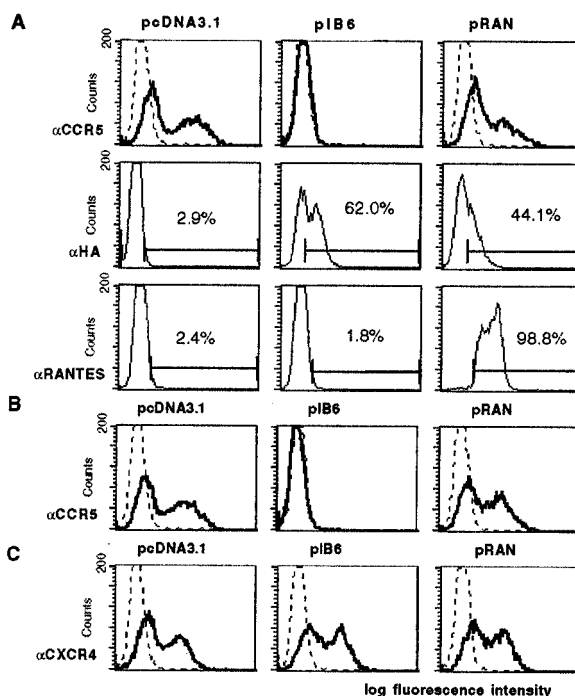 A
pcDNA3.1 pIB6 pRAN
200
Counts
αCCR5
Counts
αHA
2.9% 62.0% 44.1%
200
Counts
αRANTES
2.4% 1.8% 98.8%
B
pcDNA3.1 pIB6 pRAN
200
Counts
αCCR5
C
pcDNA3.1 pIB6 pRAN
200
Counts
αCXCR4
log fluorescence intensity